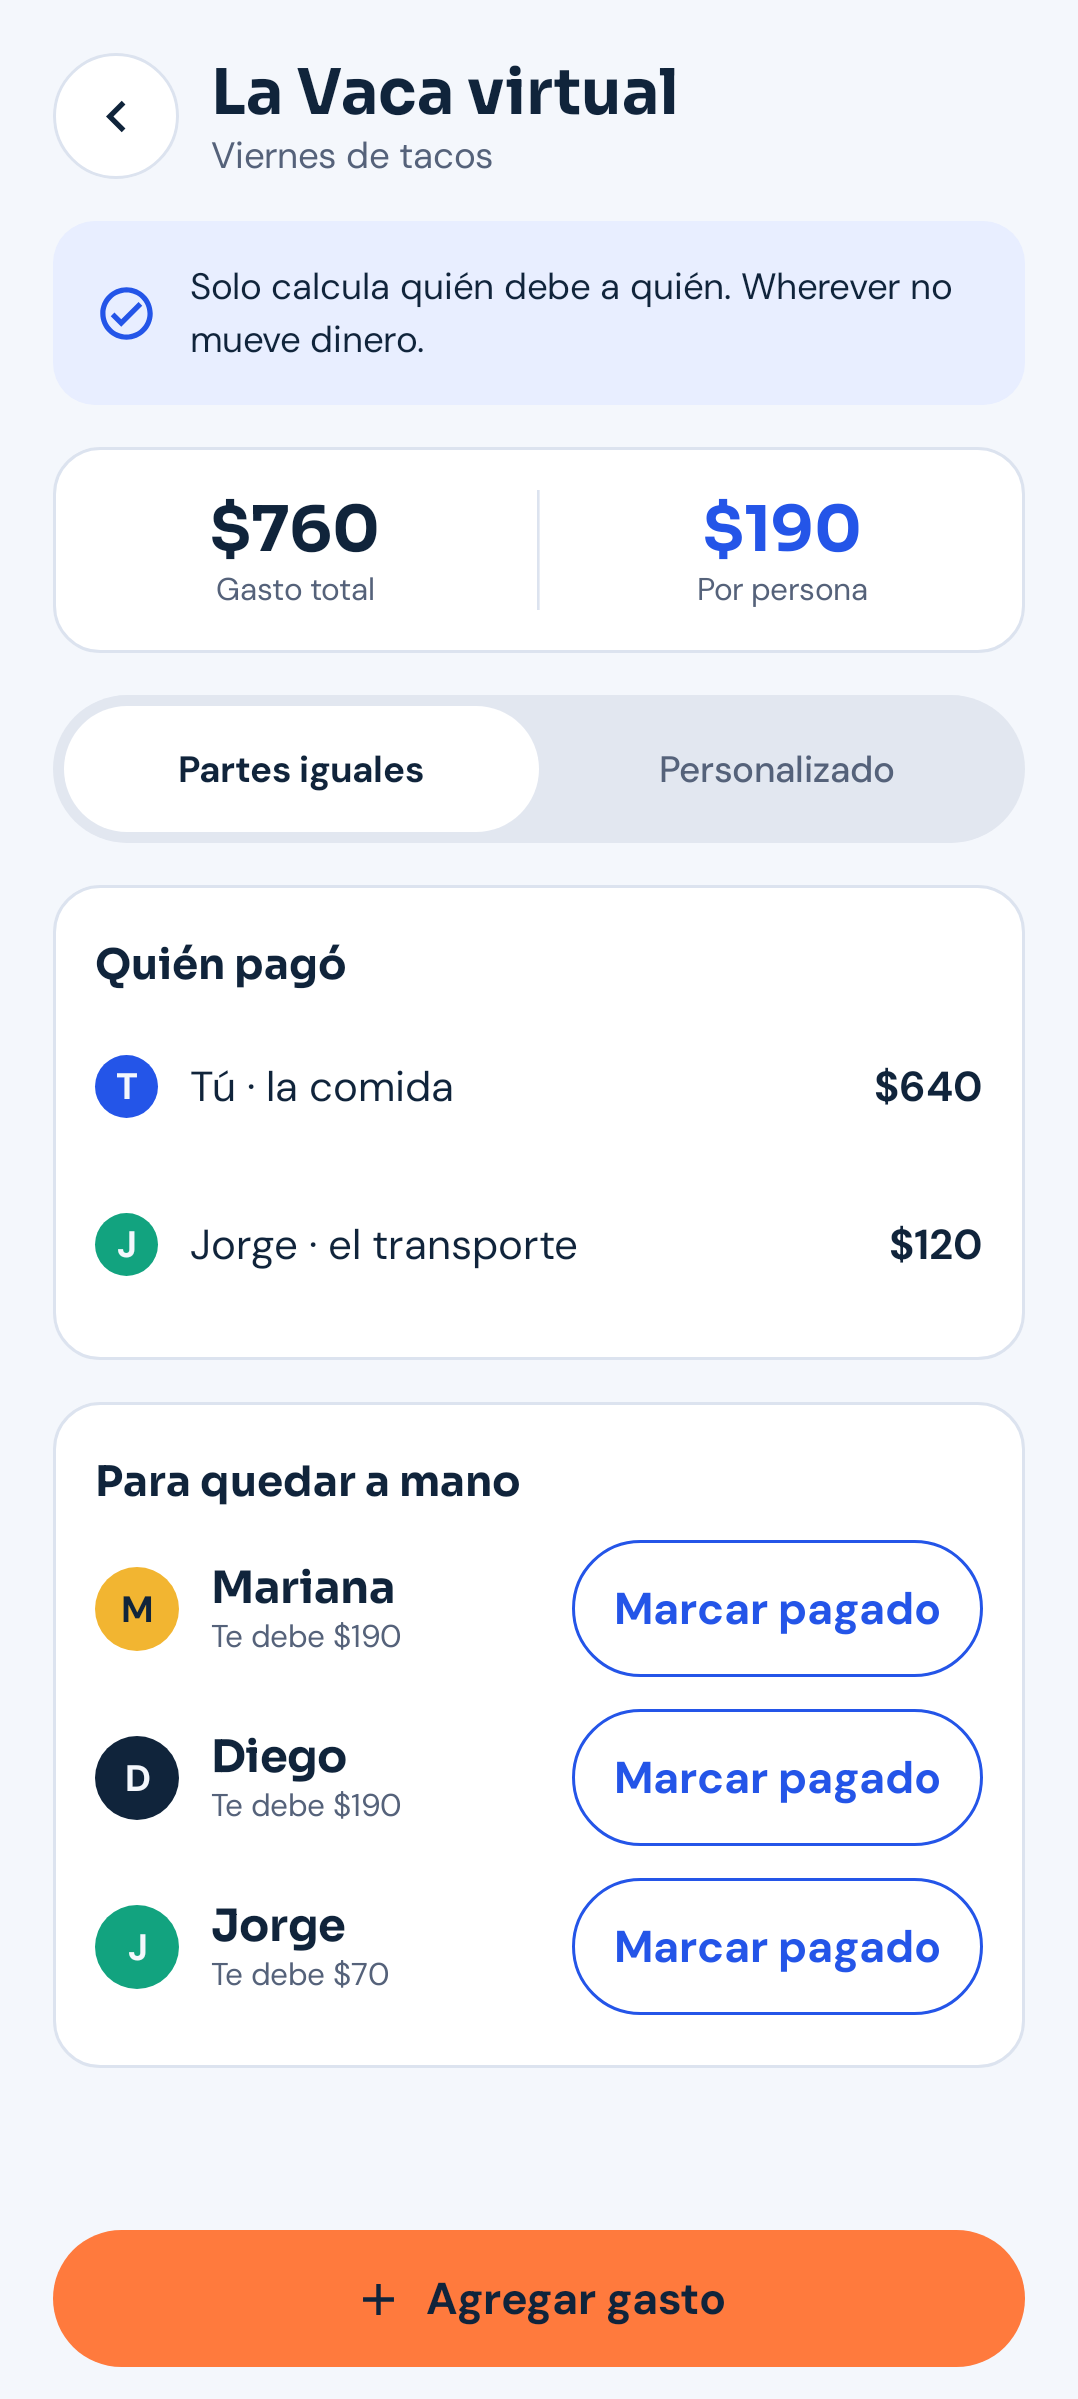 La Vaca virtual
Viernes de tacos
Solo calcula quién debe a quién. Wherever no
mueve dinero.
$760
Gasto total
$190
Por persona
Partes iguales
Personalizado
Quién pagó
T
Tú · la comida
$640
J
Jorge · el transporte
$120
Para quedar a mano
M
Mariana
Te debe $190
Marcar pagado
D
Diego
Te debe $190
Marcar pagado
J
Jorge
Te debe $70
Marcar pagado
+ Agregar gasto